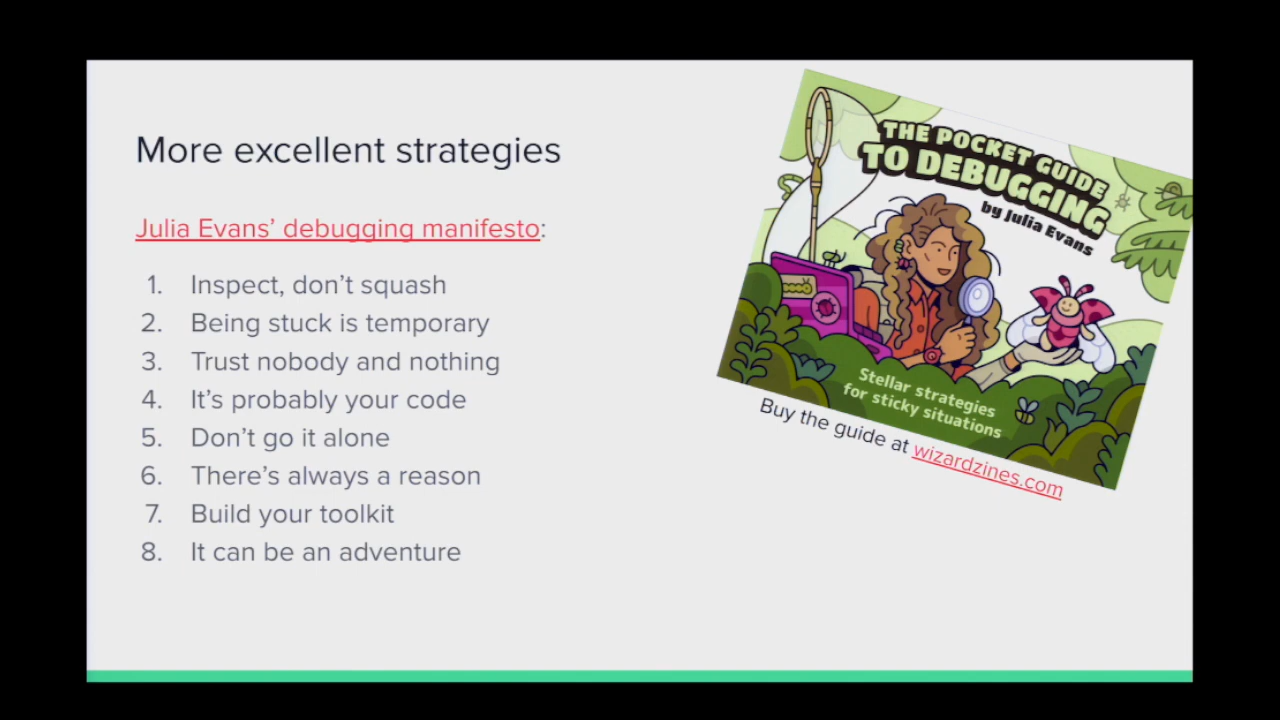 More excellent strategies
Julia Evans’ debugging manifesto:
1. Inspect, don’t squash
2. Being stuck is temporary
3. Trust nobody and nothing
4. It’s probably your code
5. Don’t go it alone
6. There’s always a reason
7. Build your toolkit
8. It can be an adventure
THE POCKET GUIDE
TO DEBUGGING
by Julia Evans
Stellar strategies
for sticky situations
Buy the guide at wizardzines.com